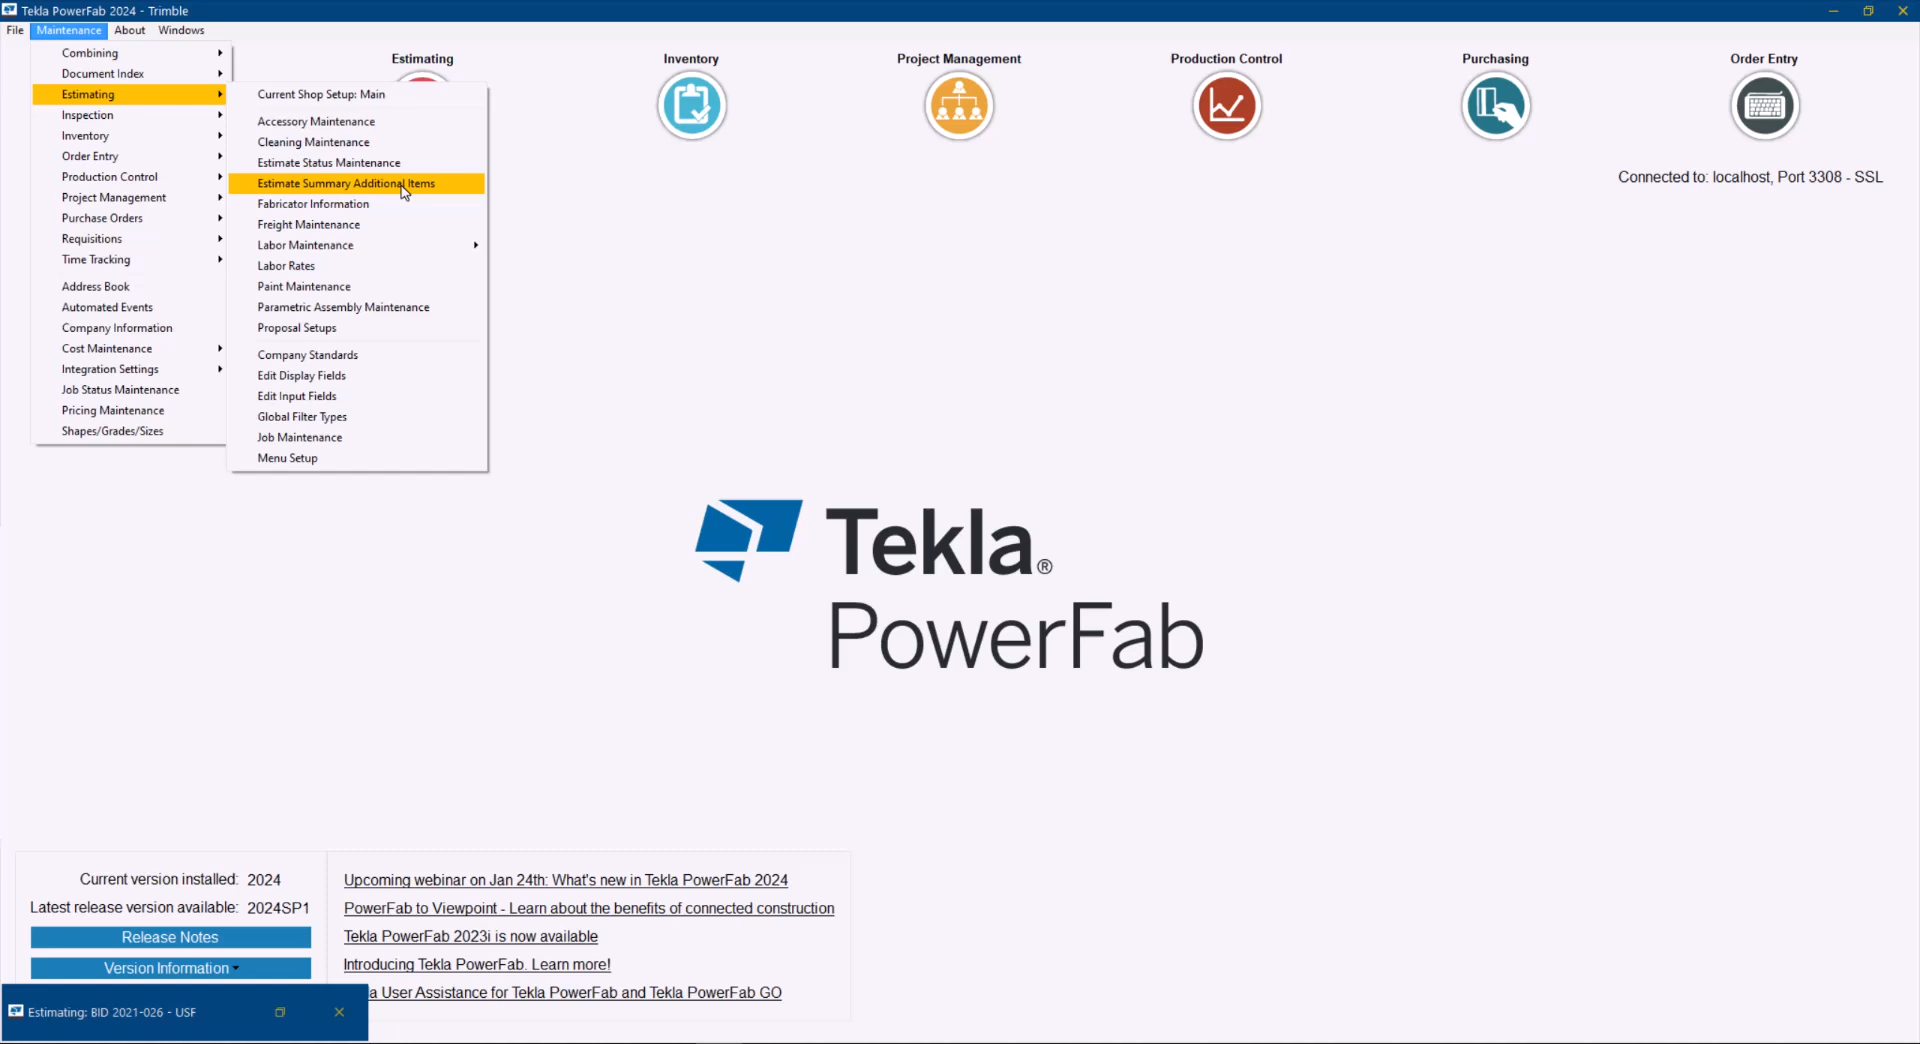 Tekla PowerFab 2024 - Trimble
File Maintenance About Windows
Combining
Document Index
Estimating
Inspection
Inventory
Order Entry
Production Control
Project Management
Purchase Orders
Requisitions
Time Tracking
Address Book
Automated Events
Company Information
Cost Maintenance
Integration Settings
Job Status Maintenance
Pricing Maintenance
Shapes/Grades/Sizes
Current Shop Setup: Main
Accessory Maintenance
Cleaning Maintenance
Estimate Status Maintenance
Estimate Summary Additional Items
Fabricator Information
Freight Maintenance
Labor Maintenance
Labor Rates
Paint Maintenance
Parametric Assembly Maintenance
Proposal Setups
Company Standards
Edit Display Fields
Edit Input Fields
Global Filter Types
Job Maintenance
Menu Setup
Estimating
Inventory
Project Management
Production Control
Purchasing
Order Entry
Connected to: localhost, Port 3308 - SSL
Tekla®
PowerFab
Current version installed: 2024
Latest release version available: 2024SP1
Release Notes
Version Information
Upcoming webinar on Jan 24th: What's new in Tekla PowerFab 2024
PowerFab to Viewpoint - Learn about the benefits of connected construction
Tekla PowerFab 2023i is now available
Introducing Tekla PowerFab. Learn more!
a User Assistance for Tekla PowerFab and Tekla PowerFab GO
Estimating: BID 2021-026 - USF